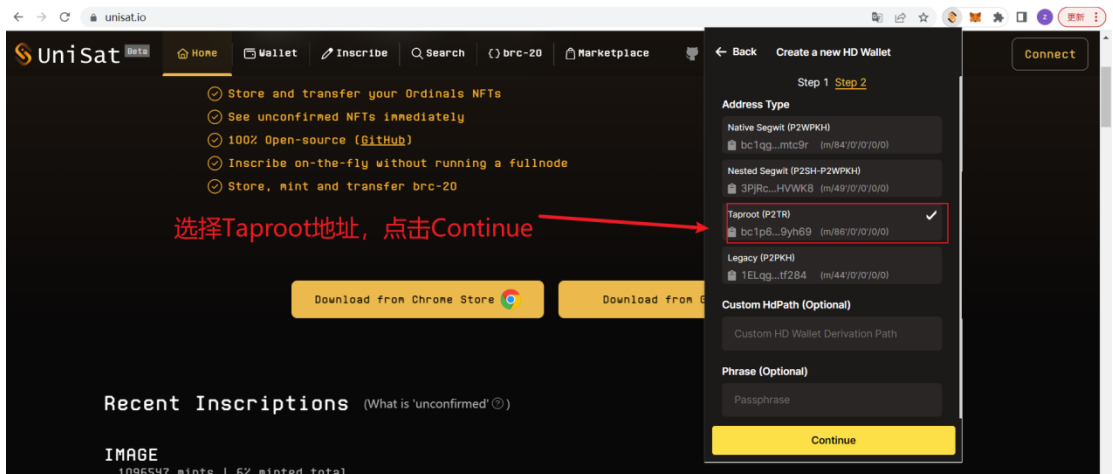 unisat.io
更新
UniSat Beta
Home
Wallet
Inscribe
Search
brc-20
Marketplace
Connect
Store and transfer your Ordinals NFTs
See unconfirmed NFTs immediately
100% Open-source (GitHub)
Inscribe on-the-fly without running a fullnode
Store, mint and transfer brc-20
选择Taproot地址，点击Continue
Download from Chrome Store
Download from G
Recent Inscriptions (What is 'unconfirmed' ?)
IMAGE
1096547 mints | 6% minted total
Back
Create a new HD Wallet
Step 1 Step 2
Address Type
Native Segwit (P2WPKH)
bc1qg...mtc9r (m/84'/0'/0'/0/0)
Nested Segwit (P2SH-P2WPKH)
3PjRc...HVWK8 (m/49'/0'/0'/0/0)
Taproot (P2TR)
bc1p6...9yh69 (m/86'/0'/0'/0/0)
Legacy (P2PKH)
1ELqg...tf284 (m/44'/0'/0'/0/0)
Custom HdPath (Optional)
Custom HD Wallet Derivation Path
Phrase (Optional)
Passphrase
Continue